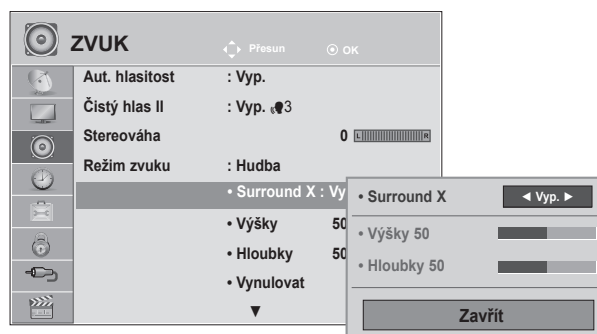 ZVUK
Přesun
OK
Aut. hlasitost : Vyp.
Čistý hlas II : Vyp. 3
Stereováha 0 L R
Režim zvuku : Hudba
• Surround X : Vy
• Výšky 50
• Hloubky 50
• Vynulovat
▼
• Surround X ◄ Vyp. ►
• Výšky 50
• Hloubky 50
Zavřít